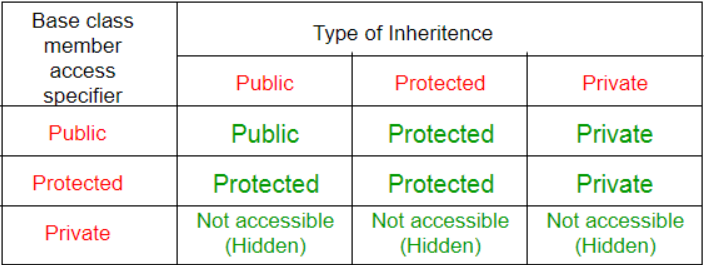 Base class
member
access
specifier
Type of Inheritence
Public Protected Private
Public Public Protected Private
Protected Protected Protected Private
Private Not accessible (Hidden) Not accessible (Hidden) Not accessible (Hidden)